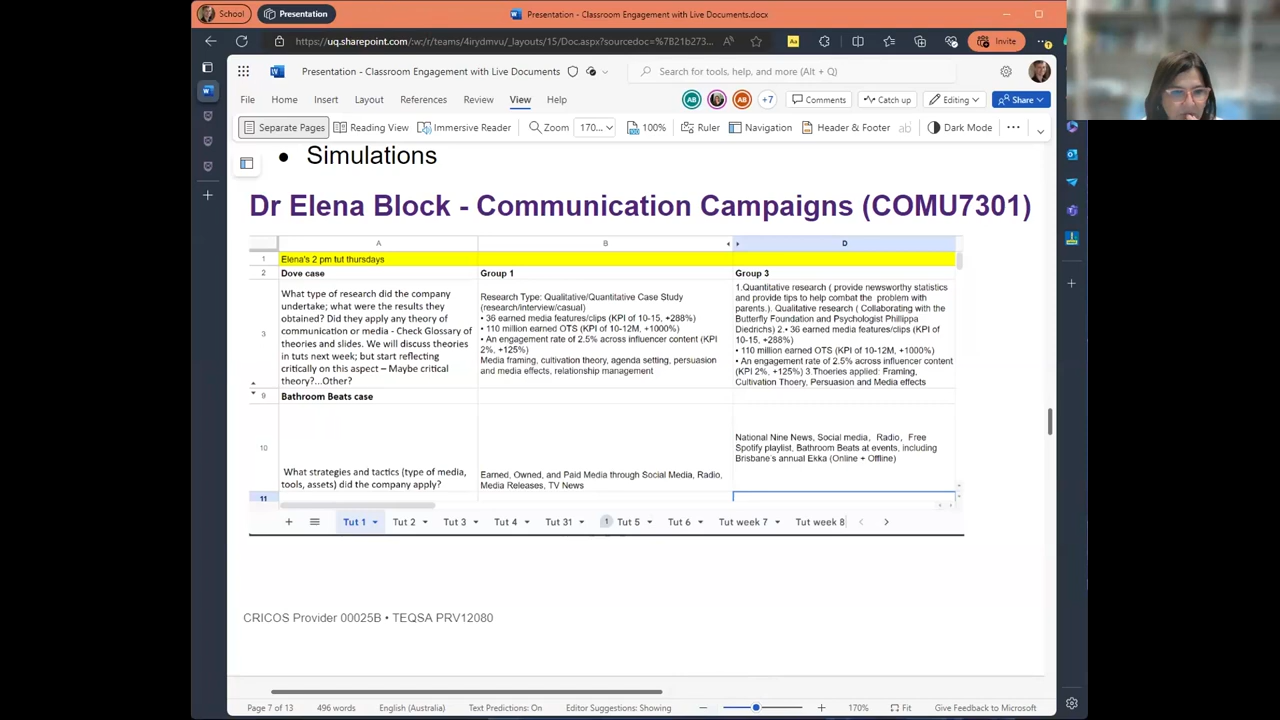 School
Presentation
Presentation - Classroom Engagement with Live Documents.docx
https://uq.sharepoint.com/:w:/r/teams/4irydmvu/_layouts/15/Doc.aspx?sourcedoc=%7B21b273...
Invite
Presentation - Classroom Engagement with Live Documents
Search for tools, help, and more (Alt + Q)
File Home Insert Layout References Review View Help
AB AB +7 Comments Catch up Editing Share
Separate Pages Reading View Immersive Reader Zoom 170... 100% Ruler Navigation Header & Footer Dark Mode
• Simulations
Dr Elena Block - Communication Campaigns (COMU7301)
A B D
1 Elena's 2 pm tut thursdays
2 Dove case Group 1 Group 3
3
What type of research did the company
undertake; what were the results they
obtained? Did they apply any theory of
communication or media - Check Glossary of
theories and slides. We will discuss theories
in tuts next week; but start reflecting
critically on this aspect – Maybe critical
theory?...Other?
Research Type: Qualitative/Quantitative Case Study
(research/interview/casual)
• 36 earned media features/clips (KPI of 10-15, +288%)
• 110 million earned OTS (KPI of 10-12M, +1000%)
• An engagement rate of 2.5% across influencer content (KPI
2%, +125%)
Media framing, cultivation theory, agenda setting, persuasion
and media effects, relationship management
1.Quantitative research ( provide newsworthy statistics
and provide tips to help combat the problem with
parents.). Qualitative research ( Collaborating with the
Butterfly Foundation and Psychologist Phillippa
Diedrichs) 2.• 36 earned media features/clips (KPI of
10-15, +288%)
• 110 million earned OTS (KPI of 10-12M, +1000%)
• An engagement rate of 2.5% across influencer content
(KPI 2%, +125%) 3.Thoeries applied: Framing,
Cultivation Thoery, Persuasion and Media effects
9 Bathroom Beats case
10
What strategies and tactics (type of media,
tools, assets) did the company apply?
Earned, Owned, and Paid Media through Social Media, Radio,
Media Releases, TV News
National Nine News, Social media, Radio, Free
Spotify playlist, Bathroom Beats at events, including
Brisbane's annual Ekka (Online + Offline)
11
Tut 1 Tut 2 Tut 3 Tut 4 Tut 31 1 Tut 5 Tut 6 Tut week 7 Tut week 8
CRICOS Provider 00025B • TEQSA PRV12080
Page 7 of 13 496 words English (Australia) Text Predictions: On Editor Suggestions: Showing 170% Fit Give Feedback to Microsoft